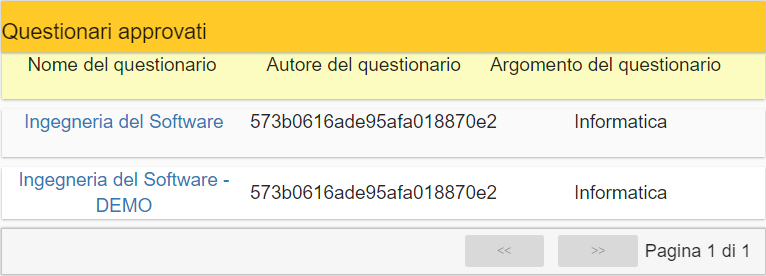 Questionari approvati
Nome del questionario Autore del questionario Argomento del questionario
Ingegneria del Software 573b0616ade95afa018870e2 Informatica
Ingegneria del Software -
DEMO 573b0616ade95afa018870e2 Informatica
<< >> Pagina 1 di 1